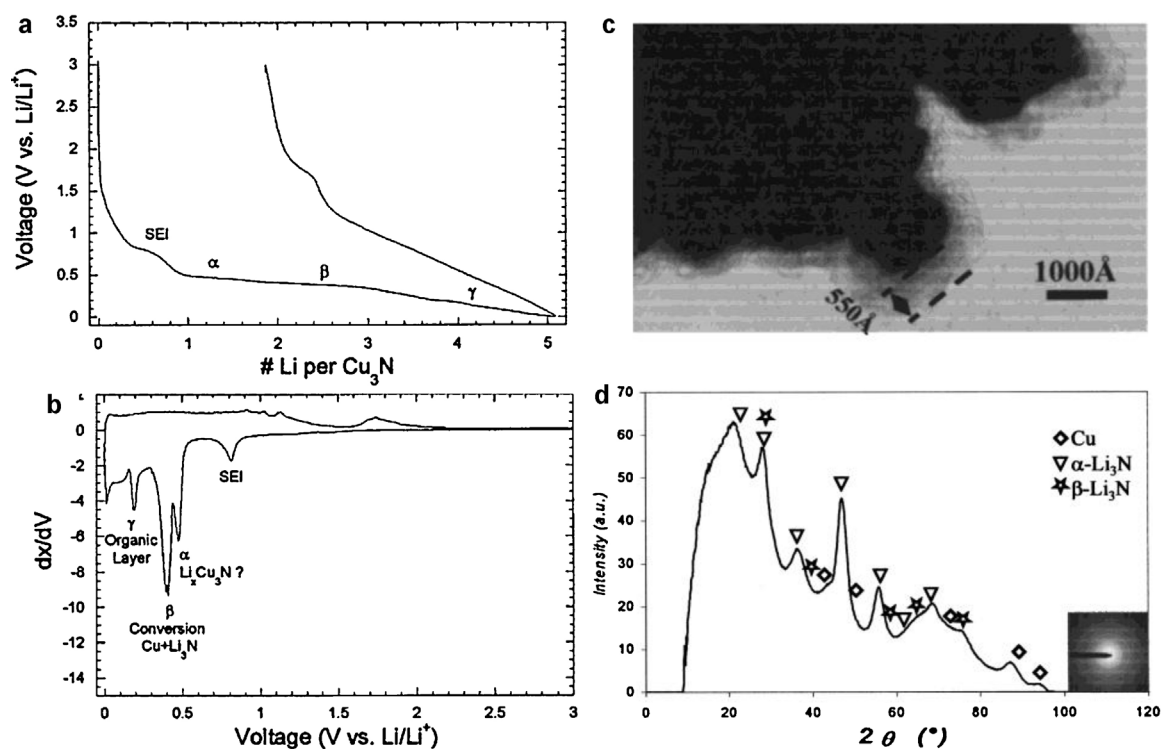 a
Voltage (V vs. Li/Li⁺)
3.5
3
2.5
2
1.5
1
0.5
0
SEI
α
β
γ
0
1
2
3
4
5
# Li per Cu₃N
b
dx/dV
2
0
-2
-4
-6
-8
-10
-12
-14
SEI
γ
Organic
Layer
α
LiₓCu₃N ?
β
Conversion
Cu+Li₃N
0
0.5
1
1.5
2
2.5
3
Voltage (V vs. Li/Li⁺)
c
550Å
1000Å
d
Intensity (a.u.)
70
60
50
40
30
20
10
0
Cu
α-Li₃N
β-Li₃N
0
20
40
60
80
100
120
2 θ (°)